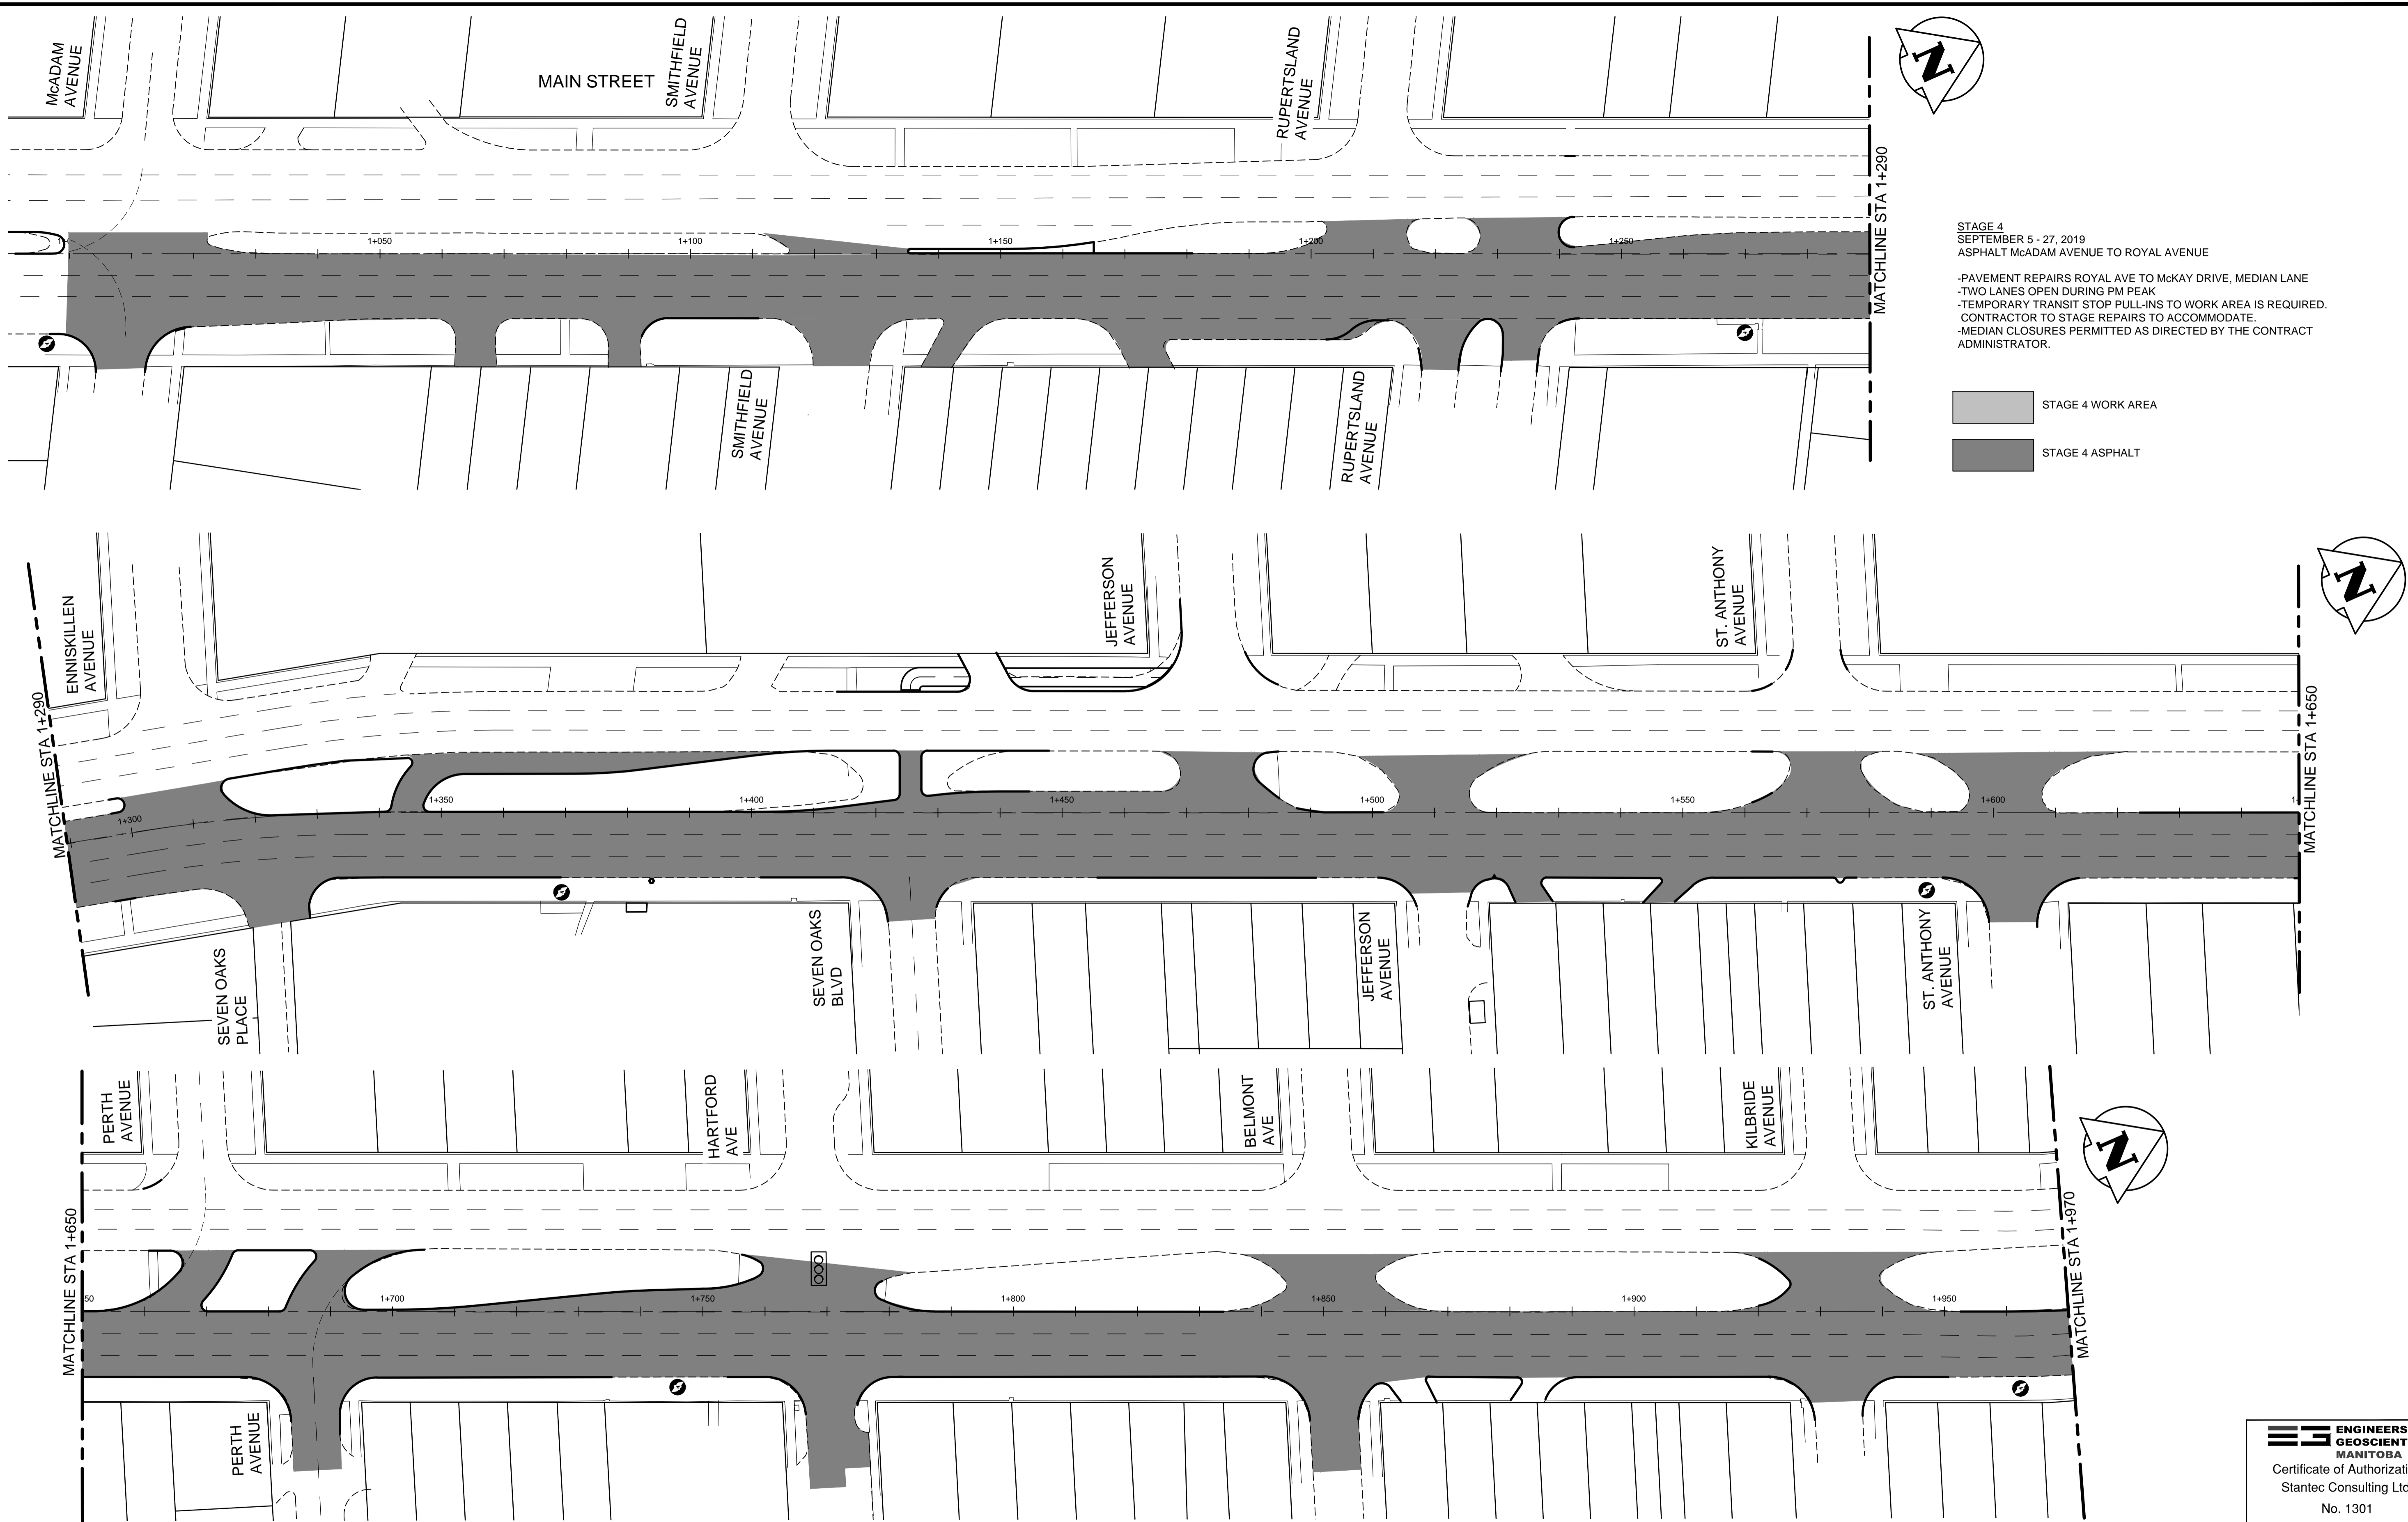 McADAM
AVENUE
MAIN STREET
SMITHFIELD
AVENUE
RUPERTSLAND
AVENUE
N
MATCHLINE STA 1+290
1+050
1+100
1+150
1+200
1+250
SMITHFIELD
AVENUE
RUPERTSLAND
AVENUE
STAGE 4
SEPTEMBER 5 - 27, 2019
ASPHALT McADAM AVENUE TO ROYAL AVENUE
-PAVEMENT REPAIRS ROYAL AVE TO McKAY DRIVE, MEDIAN LANE
-TWO LANES OPEN DURING PM PEAK
-TEMPORARY TRANSIT STOP PULL-INS TO WORK AREA IS REQUIRED.
CONTRACTOR TO STAGE REPAIRS TO ACCOMMODATE.
-MEDIAN CLOSURES PERMITTED AS DIRECTED BY THE CONTRACT
ADMINISTRATOR.
STAGE 4 WORK AREA
STAGE 4 ASPHALT
ENNISKILLEN
AVENUE
JEFFERSON
AVENUE
ST. ANTHONY
AVENUE
N
MATCHLINE STA 1+290
MATCHLINE STA 1+650
1+300
1+350
1+400
1+450
1+500
1+550
1+600
SEVEN OAKS
PLACE
SEVEN OAKS
BLVD
JEFFERSON
AVENUE
ST. ANTHONY
AVENUE
PERTH
AVENUE
HARTFORD
AVE
BELMONT
AVE
KILBRIDE
AVENUE
N
MATCHLINE STA 1+650
MATCHLINE STA 1+970
50
1+700
1+750
1+800
1+850
1+900
1+950
PERTH
AVENUE
ENGINEERS
GEOSCIENT
MANITOBA
Certificate of Authorizati
Stantec Consulting Ltd
No. 1301